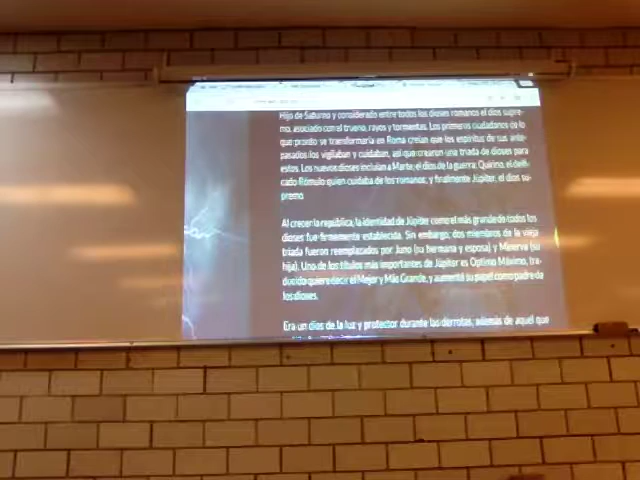 Hijo de Saturno y considerado entre todos los dioses romanos el dios supre-
mo, asociado con el trueno, rayos y tormentas. Los primeros ciudadanos de lo
que pronto se transformaría en Roma creían que los espíritus de sus ante-
pasados los vigilaban y cuidaban, así que crearon una triada de dioses para
estos. Los nuevos dioses incluían a Marte, el dios de la guerra; Quirino, el deifi-
cado Rómulo quien cuidaba de los romanos; y finalmente Júpiter, el dios su-
premo.
Al crecer la república, la identidad de Júpiter como el más grande de todos los
dioses fue firmemente establecida. Sin embargo, dos miembros de la vieja
triada fueron reemplazados por Juno (su hermana y esposa) y Minerva (su
hija). Uno de los títulos más importantes de Júpiter es Optimo Máximo, tra-
ducido quiere decir el Mejor y Más Grande, y aumentó su papel como padre de
los dioses.
Era un dios de la luz y protector durante las derrotas, además de aquel que